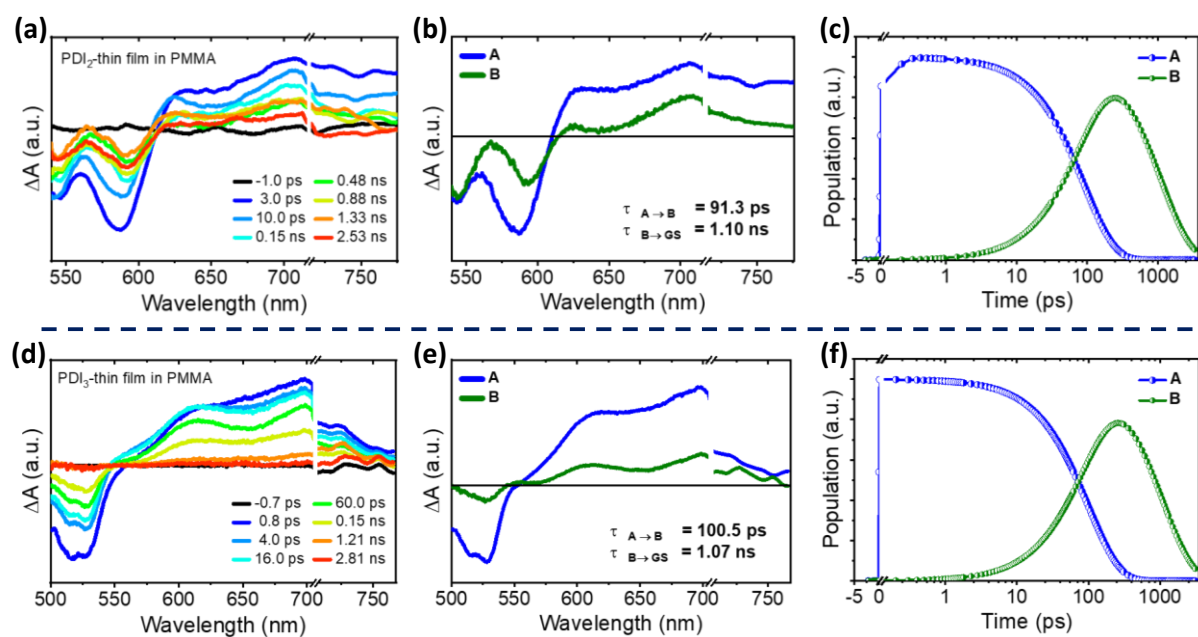 (a)
PDI₂-thin film in PMMA
-1.0 ps
3.0 ps
10.0 ps
0.15 ns
0.48 ns
0.88 ns
1.33 ns
2.53 ns
ΔA (a.u.)
540 600 650 700 750
Wavelength (nm)
(b)
A
B
τ A→B = 91.3 ps
τ B→GS = 1.10 ns
ΔA (a.u.)
540 600 650 700 750
Wavelength (nm)
(c)
A
B
Population (a.u.)
-5 0 1 10 100 1000
Time (ps)
(d)
PDI₃-thin film in PMMA
-0.7 ps
0.8 ps
4.0 ps
16.0 ps
60.0 ps
0.15 ns
1.21 ns
2.81 ns
ΔA (a.u.)
500 550 600 650 700 750
Wavelength (nm)
(e)
A
B
τ A→B = 100.5 ps
τ B→GS = 1.07 ns
ΔA (a.u.)
500 550 600 650 700 750
Wavelength (nm)
(f)
A
B
Population (a.u.)
-5 0 1 10 100 1000
Time (ps)